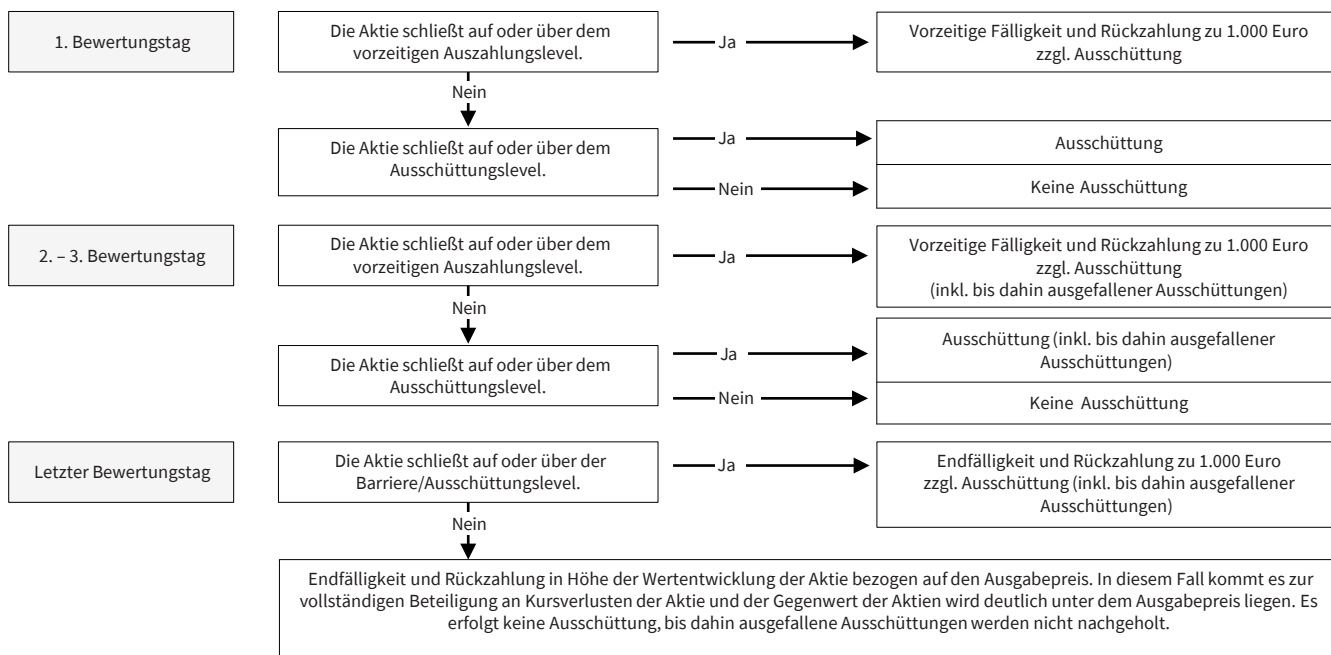 1. Bewertungstag
Die Aktie schließt auf oder über dem
vorzeitigen Auszahlungslevel.
Ja
Vorzeitige Fälligkeit und Rückzahlung zu 1.000 Euro
zzgl. Ausschüttung
Nein
Die Aktie schließt auf oder über dem
Ausschüttungslevel.
Ja
Ausschüttung
Nein
Keine Ausschüttung
2. – 3. Bewertungstag
Die Aktie schließt auf oder über dem
vorzeitigen Auszahlungslevel.
Ja
Vorzeitige Fälligkeit und Rückzahlung zu 1.000 Euro
zzgl. Ausschüttung
(inkl. bis dahin ausgefallener Ausschüttungen)
Nein
Die Aktie schließt auf oder über dem
Ausschüttungslevel.
Ja
Ausschüttung (inkl. bis dahin ausgefallener
Ausschüttungen)
Nein
Keine Ausschüttung
Letzter Bewertungstag
Die Aktie schließt auf oder über der
Barriere/Ausschüttungslevel.
Ja
Endfälligkeit und Rückzahlung zu 1.000 Euro
zzgl. Ausschüttung (inkl. bis dahin ausgefallener
Ausschüttungen)
Nein
Endfälligkeit und Rückzahlung in Höhe der Wertentwicklung der Aktie bezogen auf den Ausgabepreis. In diesem Fall kommt es zur
vollständigen Beteiligung an Kursverlusten der Aktie und der Gegenwert der Aktien wird deutlich unter dem Ausgabepreis liegen. Es
erfolgt keine Ausschüttung, bis dahin ausgefallene Ausschüttungen werden nicht nachgeholt.